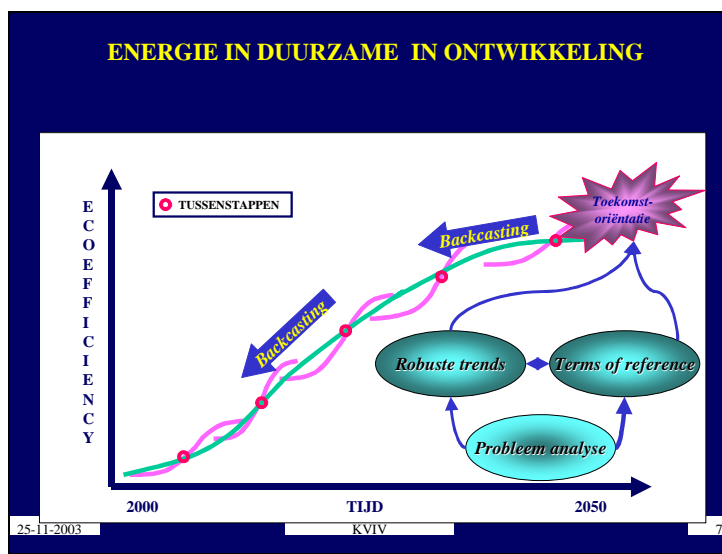 ENERGIE IN DUURZAME IN ONTWIKKELING
ECOEFFICIENCY
TUSSENSTAPPEN
Toekomst-
oriëntatie
Backcasting
Backcasting
Robuste trends
Terms of reference
Probleem analyse
2000 TIJD 2050
25-11-2003 KVIV 7